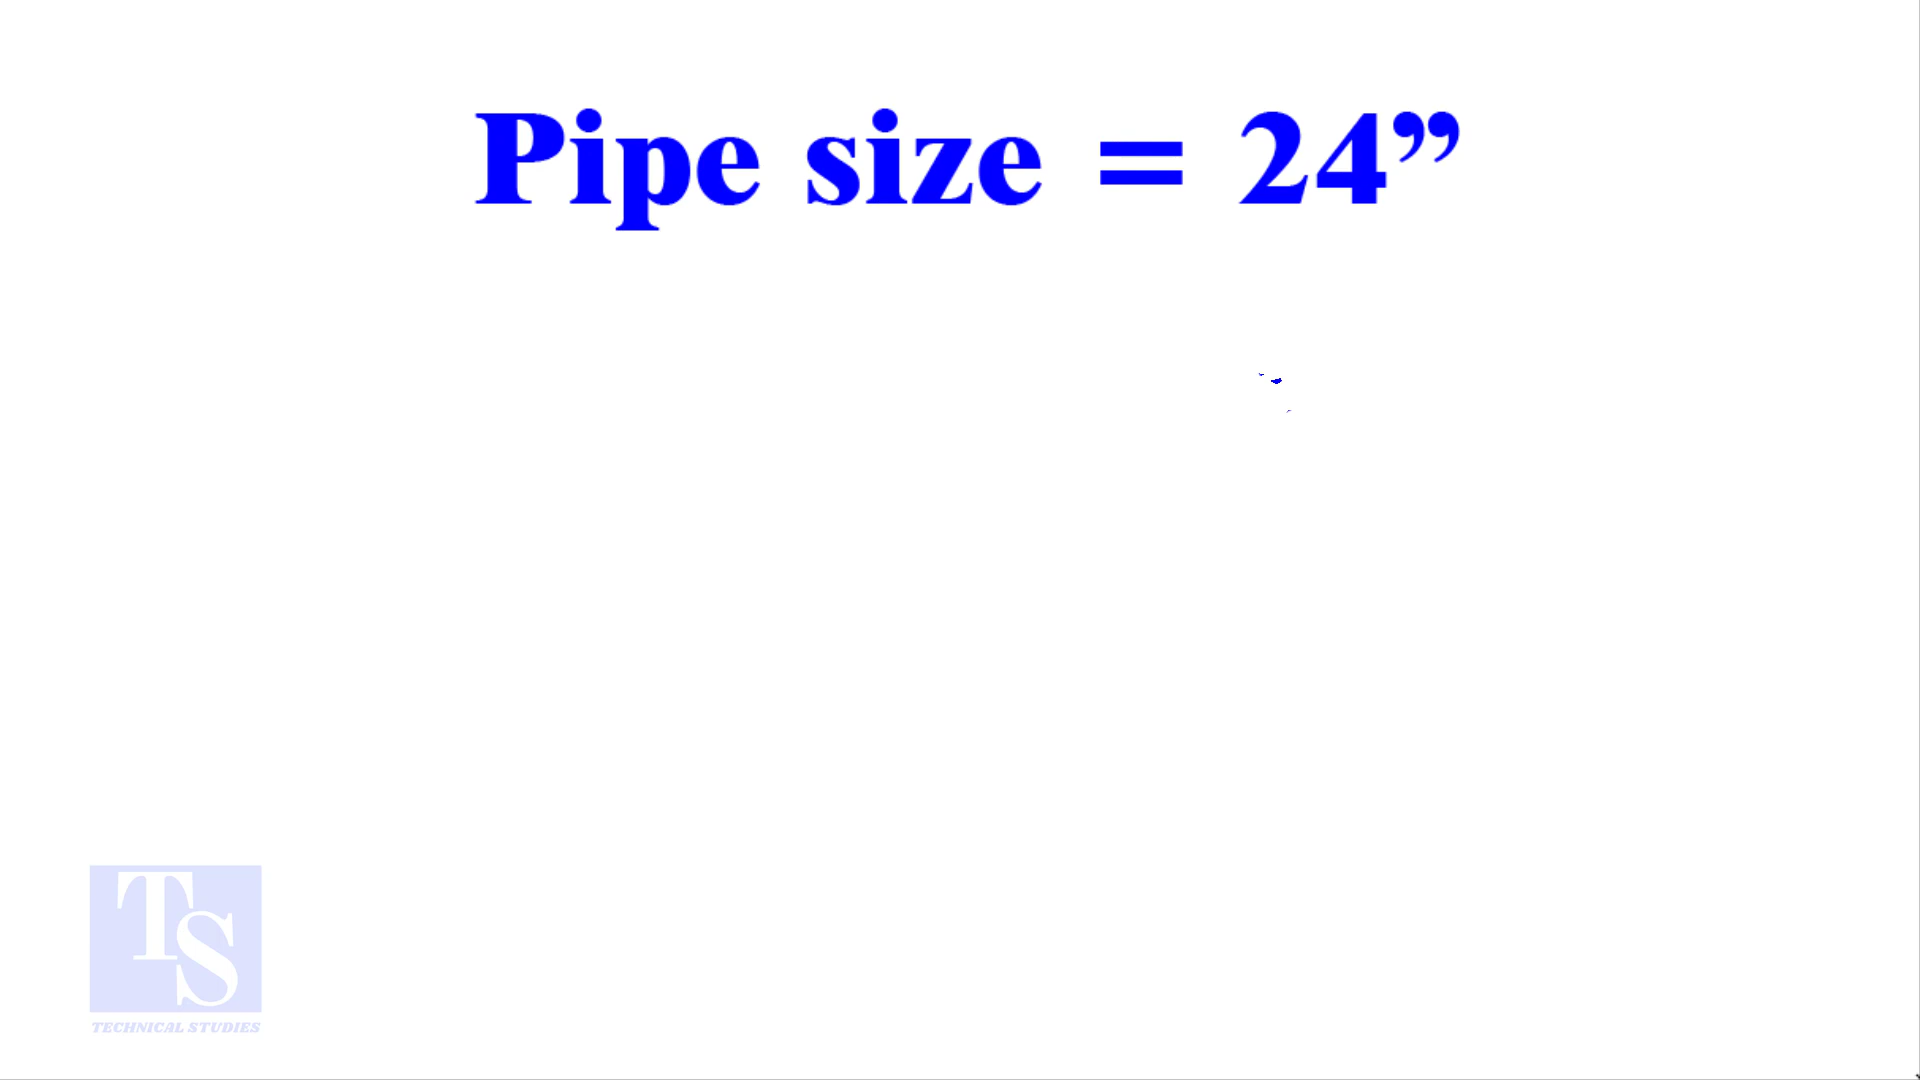 Pipe size = 24”
TS
TECHNICAL STUDIES